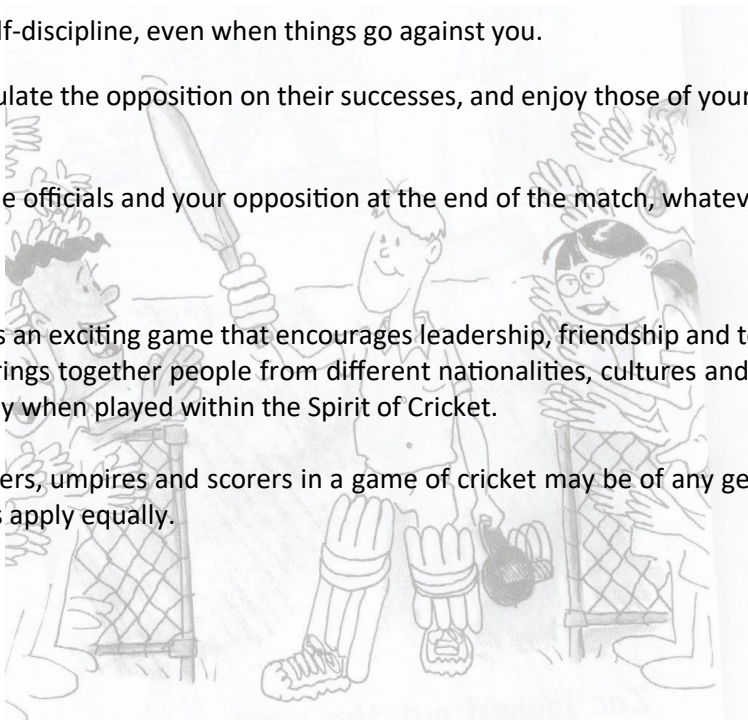 lf-discipline, even when things go against you.
ulate the opposition on their successes, and enjoy those of your
e officials and your opposition at the end of the match, whatev
s an exciting game that encourages leadership, friendship and t
rings together people from different nationalities, cultures and
y when played within the Spirit of Cricket.
ers, umpires and scorers in a game of cricket may be of any ge
s apply equally.